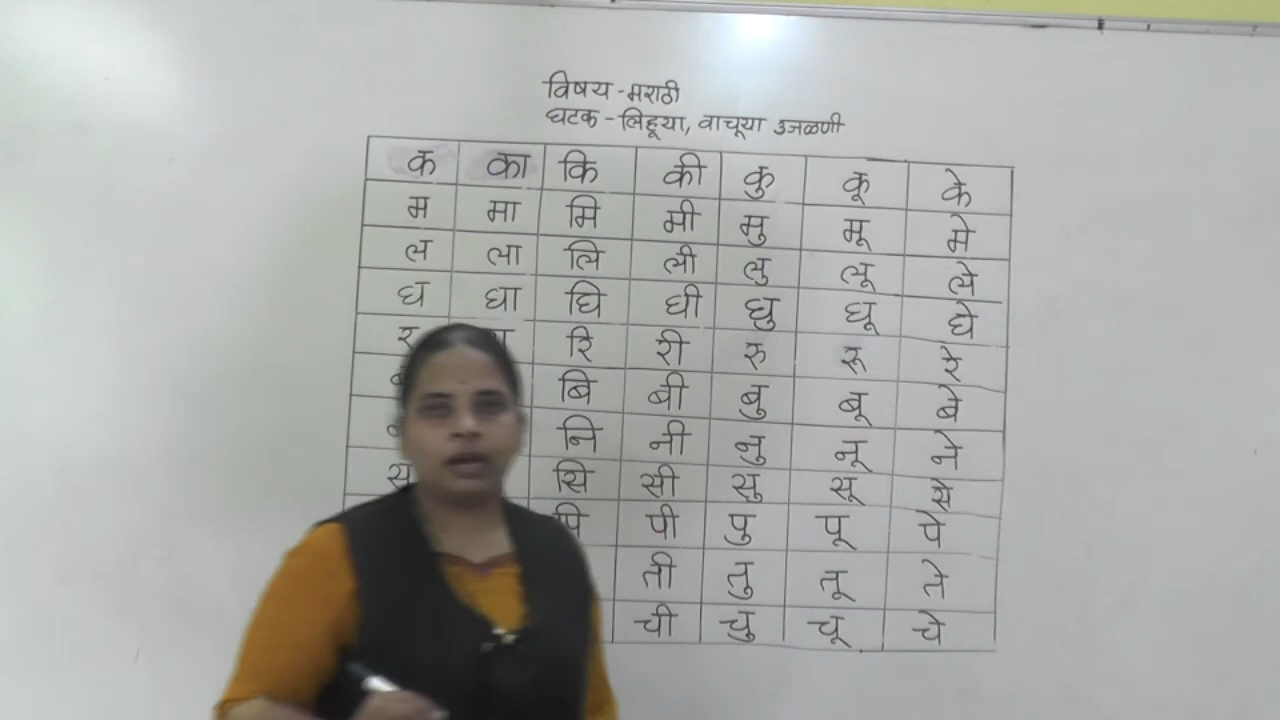 विषय - मराठी
घटक - लिहूया, वाचूया उजळणी
क का कि की कु कू के
म मा मि मी मु मू मे
ल ला लि ली लु लू ले
घ घा घि घी घु घू घे
र रि री रु रू रे
बि बी बु बू बे
नि नी नु नू ने
स सि सी सु सू से
पि पी पु पू पे
ती तु तू ते
ची चु चू चे